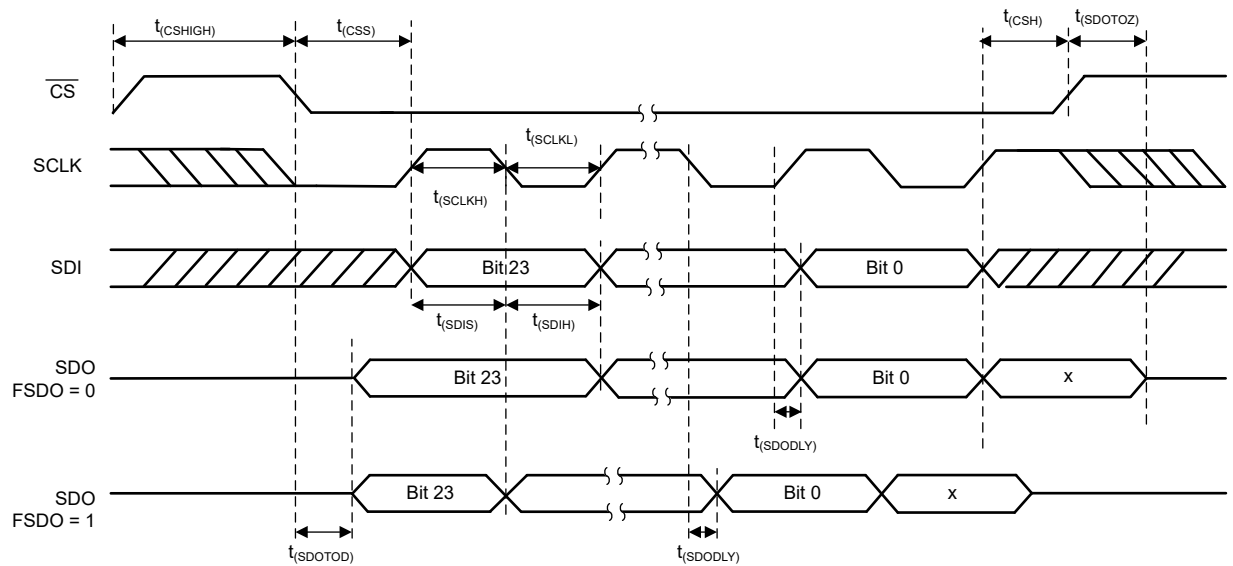 t(CSHIGH) t(CSS) t(CSH) t(SDOTOZ)
CS
t(SCLKL)
SCLK
t(SCLKH)
SDI Bit 23 Bit 0
t(SDIS) t(SDIH)
SDO
FSDO = 0 Bit 23 Bit 0 x
t(SDODLY)
SDO
FSDO = 1 Bit 23 Bit 0 x
t(SDOTOD) t(SDODLY)